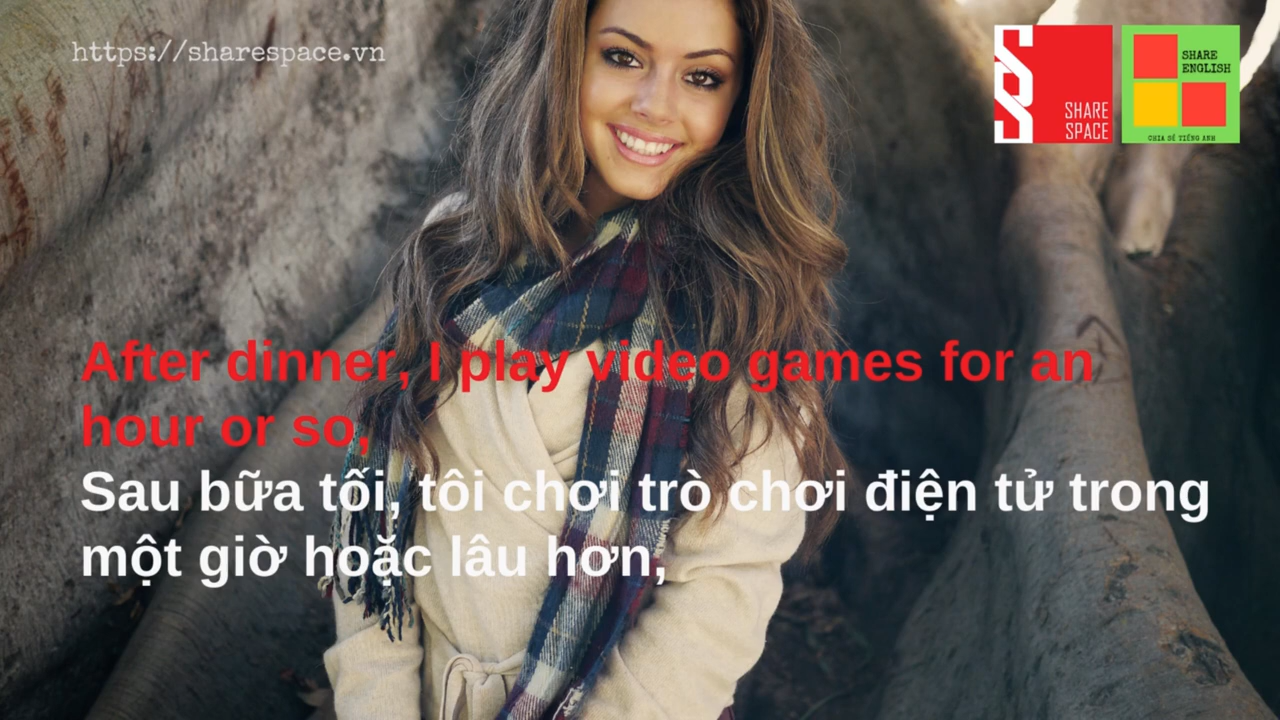 https://sharespace.vn
SHARE
SPACE
SHARE
ENGLISH
CHIA SẺ TIẾNG ANH
After dinner, I play video games for an
hour or so,
Sau bữa tối, tôi chơi trò chơi điện tử trong
một giờ hoặc lâu hơn,